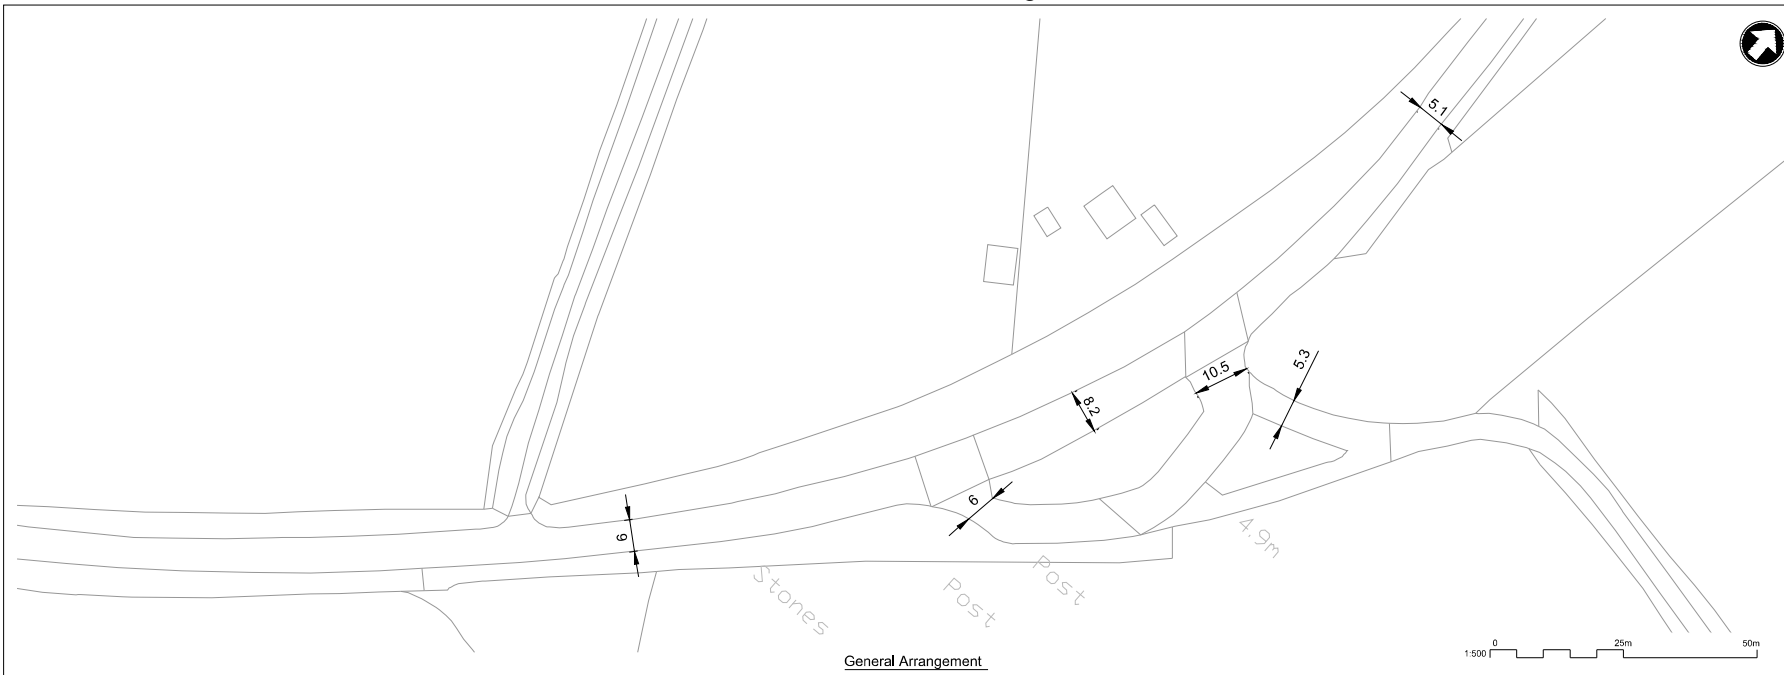 5.1
5.3
10.5
8.2
6
6
4.9m
Stones
Post
Post
General Arrangement
1:500
0
25m
50m